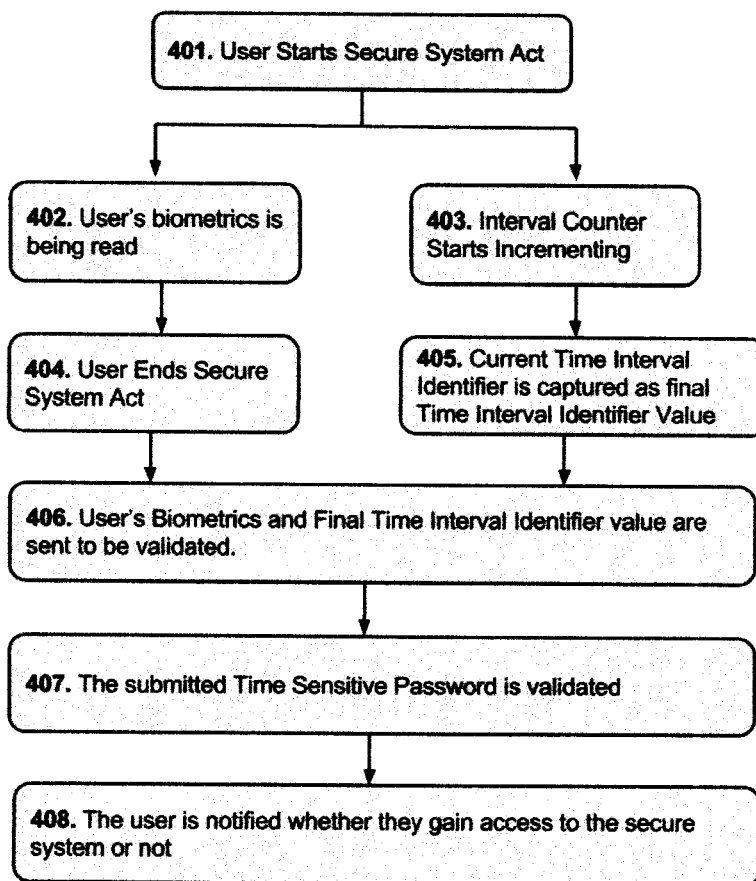 401. User Starts Secure System Act
402. User's biometrics is
being read
403. Interval Counter
Starts Incrementing
404. User Ends Secure
System Act
405. Current Time Interval
Identifier is captured as final
Time Interval Identifier Value
406. User's Biometrics and Final Time Interval Identifier value are
sent to be validated.
407. The submitted Time Sensitive Password is validated
408. The user is notified whether they gain access to the secure
system or not